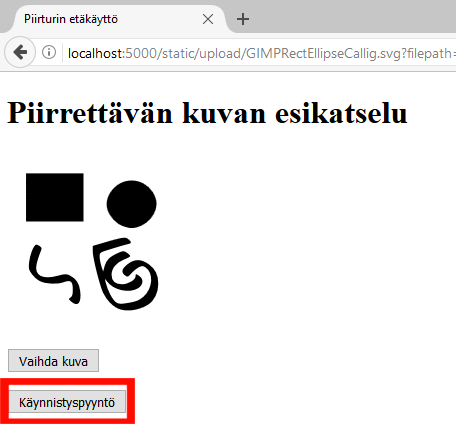 Piirturin etäkäyttö
localhost:5000/static/upload/GIMPRectEllipseCallig.svg?filepath=
Piirrettävän kuvan esikatselu
Vaihda kuva
Käynnistyspyyntö